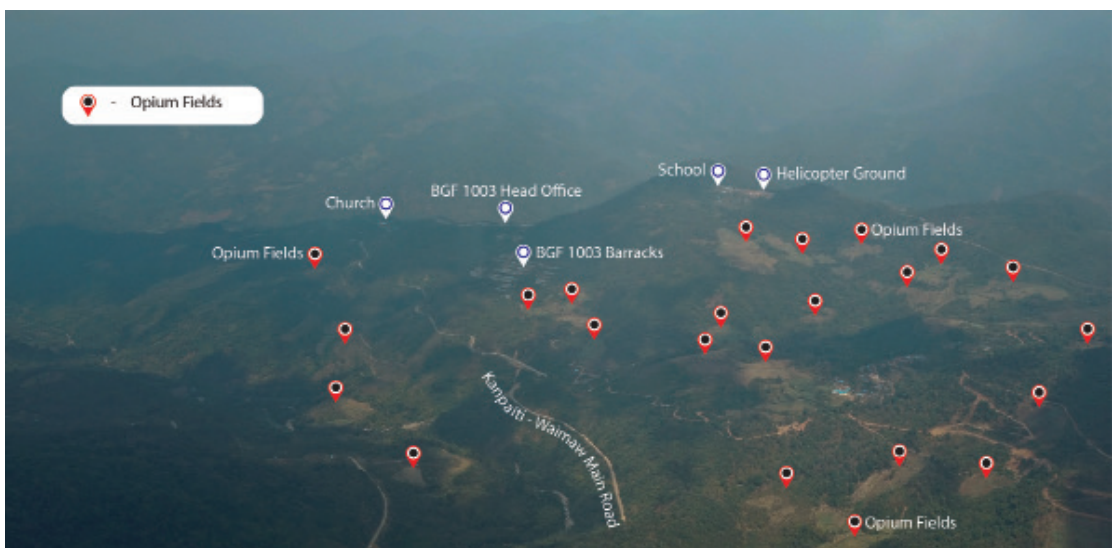 - Opium Fields
School
Helicopter Ground
BGF 1003 Head Office
Church
Opium Fields
Opium Fields
BGF 1003 Barracks
Kanpaiti - Waimaw Main Road
Opium Fields